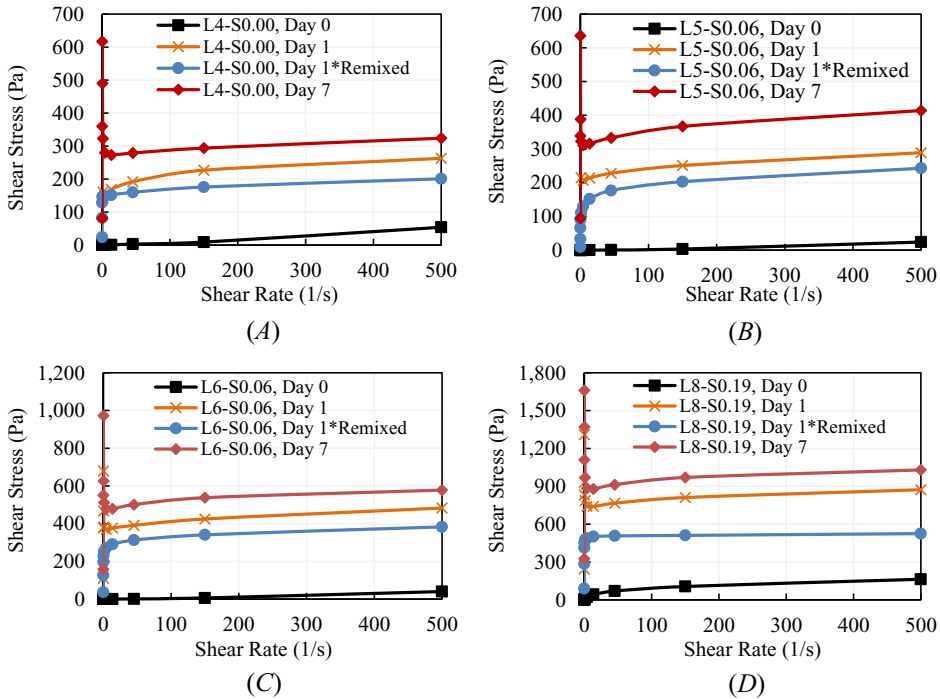 700
600
500
400
300
200
100
0
Shear Stress (Pa)
L4-S0.00, Day 0
L4-S0.00, Day 1
L4-S0.00, Day 1*Remixed
L4-S0.00, Day 7
0 100 200 300 400 500
Shear Rate (1/s)
(A)
700
600
500
400
300
200
100
0
Shear Stress (Pa)
L5-S0.06, Day 0
L5-S0.06, Day 1
L5-S0.06, Day 1*Remixed
L5-S0.06, Day 7
0 100 200 300 400 500
Shear Rate (1/s)
(B)
1,200
1,000
800
600
400
200
0
Shear Stress (Pa)
L6-S0.06, Day 0
L6-S0.06, Day 1
L6-S0.06, Day 1*Remixed
L6-S0.06, Day 7
0 100 200 300 400 500
Shear Rate (1/s)
(C)
1,800
1,500
1,200
900
600
300
0
Shear Stress (Pa)
L8-S0.19, Day 0
L8-S0.19, Day 1
L8-S0.19, Day 1*Remixed
L8-S0.19, Day 7
0 100 200 300 400 500
Shear Rate (1/s)
(D)